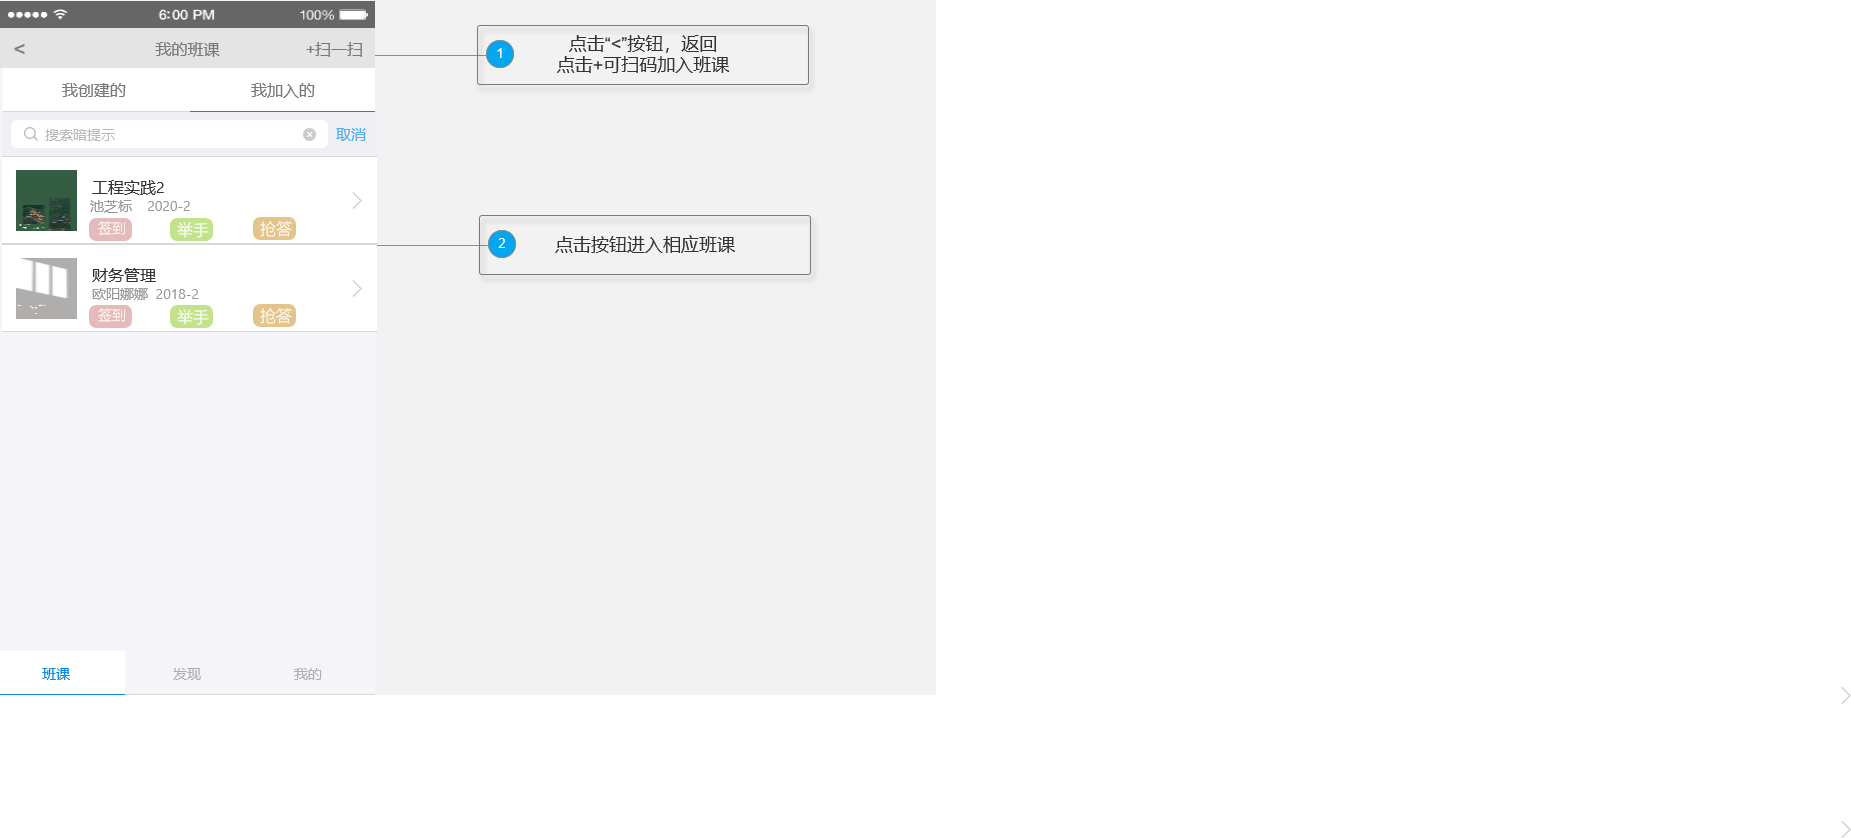 6:00 PM
100%
<
我的班课
+扫一扫
我创建的
我加入的
搜索暗提示
取消
工程实践2
池芝标 2020-2
签到
举手
抢答
财务管理
欧阳娜娜 2018-2
签到
举手
抢答
班课
发现
我的
1
点击“<”按钮，返回
点击+可扫码加入班课
2
点击按钮进入相应班课